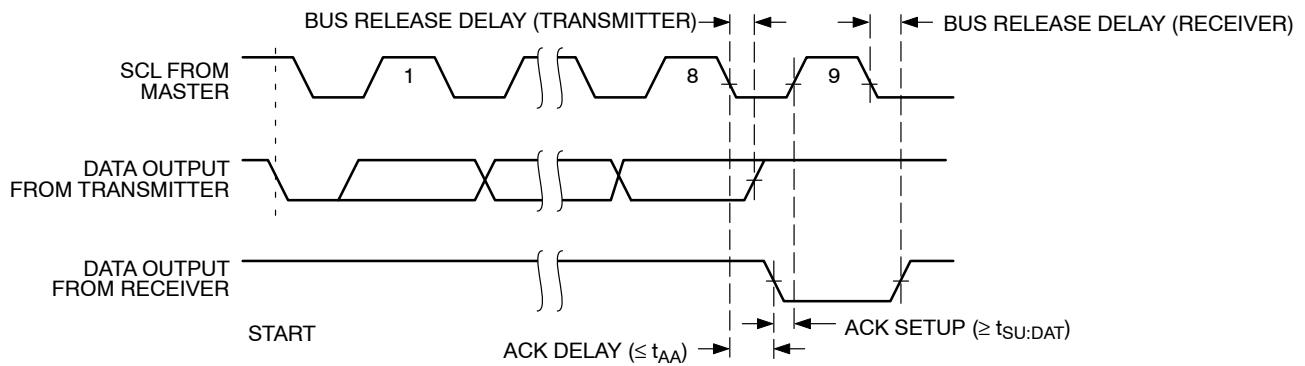 BUS RELEASE DELAY (TRANSMITTER)
BUS RELEASE DELAY (RECEIVER)
SCL FROM
MASTER
1
8
9
DATA OUTPUT
FROM TRANSMITTER
DATA OUTPUT
FROM RECEIVER
START
ACK SETUP (≥ tSU:DAT)
ACK DELAY (≤ tAA)